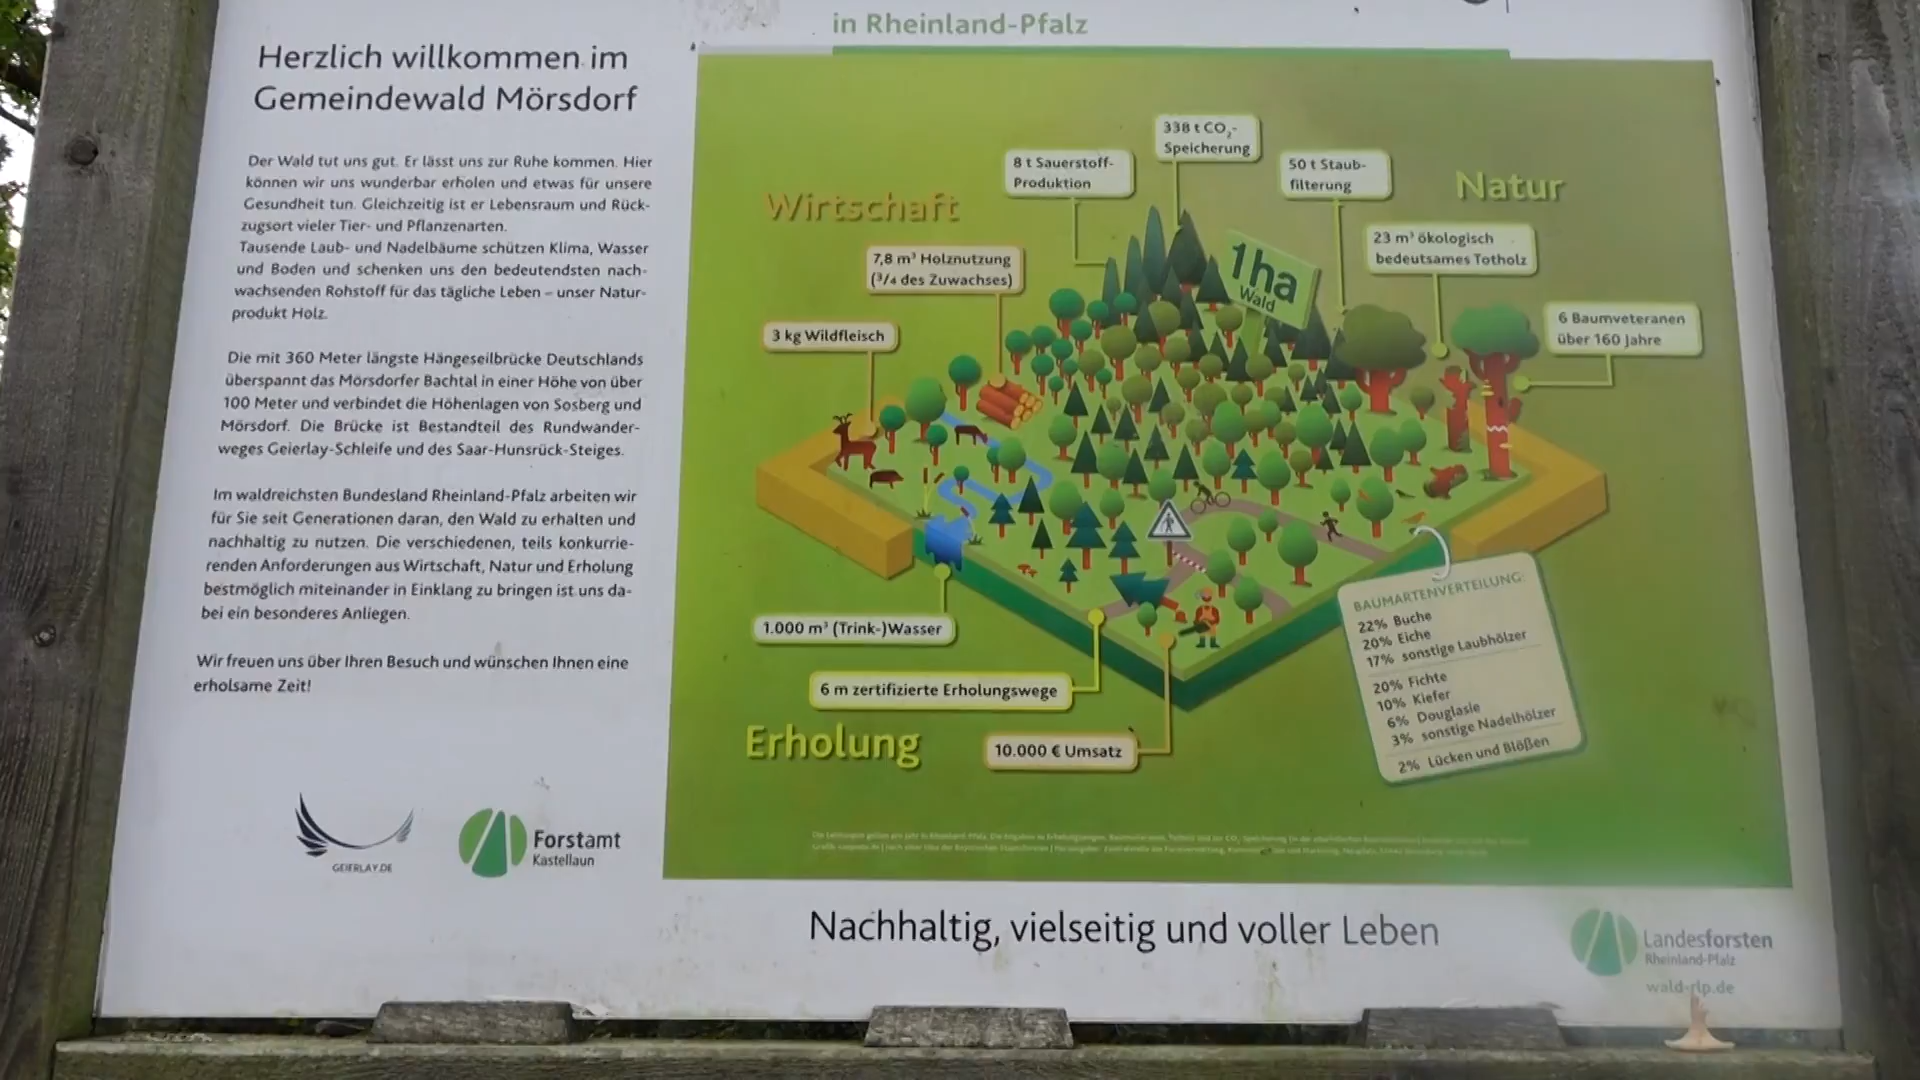 in Rheinland-Pfalz
Herzlich willkommen im
Gemeindewald Mörsdorf
Der Wald tut uns gut. Er lässt uns zur Ruhe kommen. Hier
können wir uns wunderbar erholen und etwas für unsere
Gesundheit tun. Gleichzeitig ist er Lebensraum und Rück-
zugsort vieler Tier- und Pflanzenarten.
Tausende Laub- und Nadelbäume schützen Klima, Wasser
und Boden und schenken uns den bedeutendsten nach-
wachsenden Rohstoff für das tägliche Leben – unser Natur-
produkt Holz.
Die mit 360 Meter längste Hängeseilbrücke Deutschlands
überspannt das Mörsdorfer Bachtal in einer Höhe von über
100 Meter und verbindet die Höhenlagen von Sosberg und
Mörsdorf. Die Brücke ist Bestandteil des Rundwander-
weges Geierlay-Schleife und des Saar-Hunsrück-Steiges.
Im waldreichsten Bundesland Rheinland-Pfalz arbeiten wir
für Sie seit Generationen daran, den Wald zu erhalten und
nachhaltig zu nutzen. Die verschiedenen, teils konkurrie-
renden Anforderungen aus Wirtschaft, Natur und Erholung
bestmöglich miteinander in Einklang zu bringen ist uns da-
bei ein besonderes Anliegen.
Wir freuen uns über Ihren Besuch und wünschen Ihnen eine
erholsame Zeit!
GEIERLAY.DE
Forstamt
Kastellaun
Wirtschaft
Natur
Erholung
8 t Sauerstoff-
Produktion
338 t CO₂-
Speicherung
50 t Staub-
filterung
23 m³ ökologisch
bedeutsames Totholz
6 Baumveteranen
über 160 Jahre
7,8 m³ Holznutzung
(³/₄ des Zuwachses)
3 kg Wildfleisch
1 ha
Wald
1.000 m³ (Trink-)Wasser
6 m zertifizierte Erholungswege
10.000 € Umsatz
BAUMARTENVERTEILUNG:
22% Buche
20% Eiche
17% sonstige Laubhölzer
20% Fichte
10% Kiefer
6% Douglasie
3% sonstige Nadelhölzer
2% Lücken und Blößen
Nachhaltig, vielseitig und voller Leben
Landesforsten
Rheinland-Pfalz
wald-rlp.de